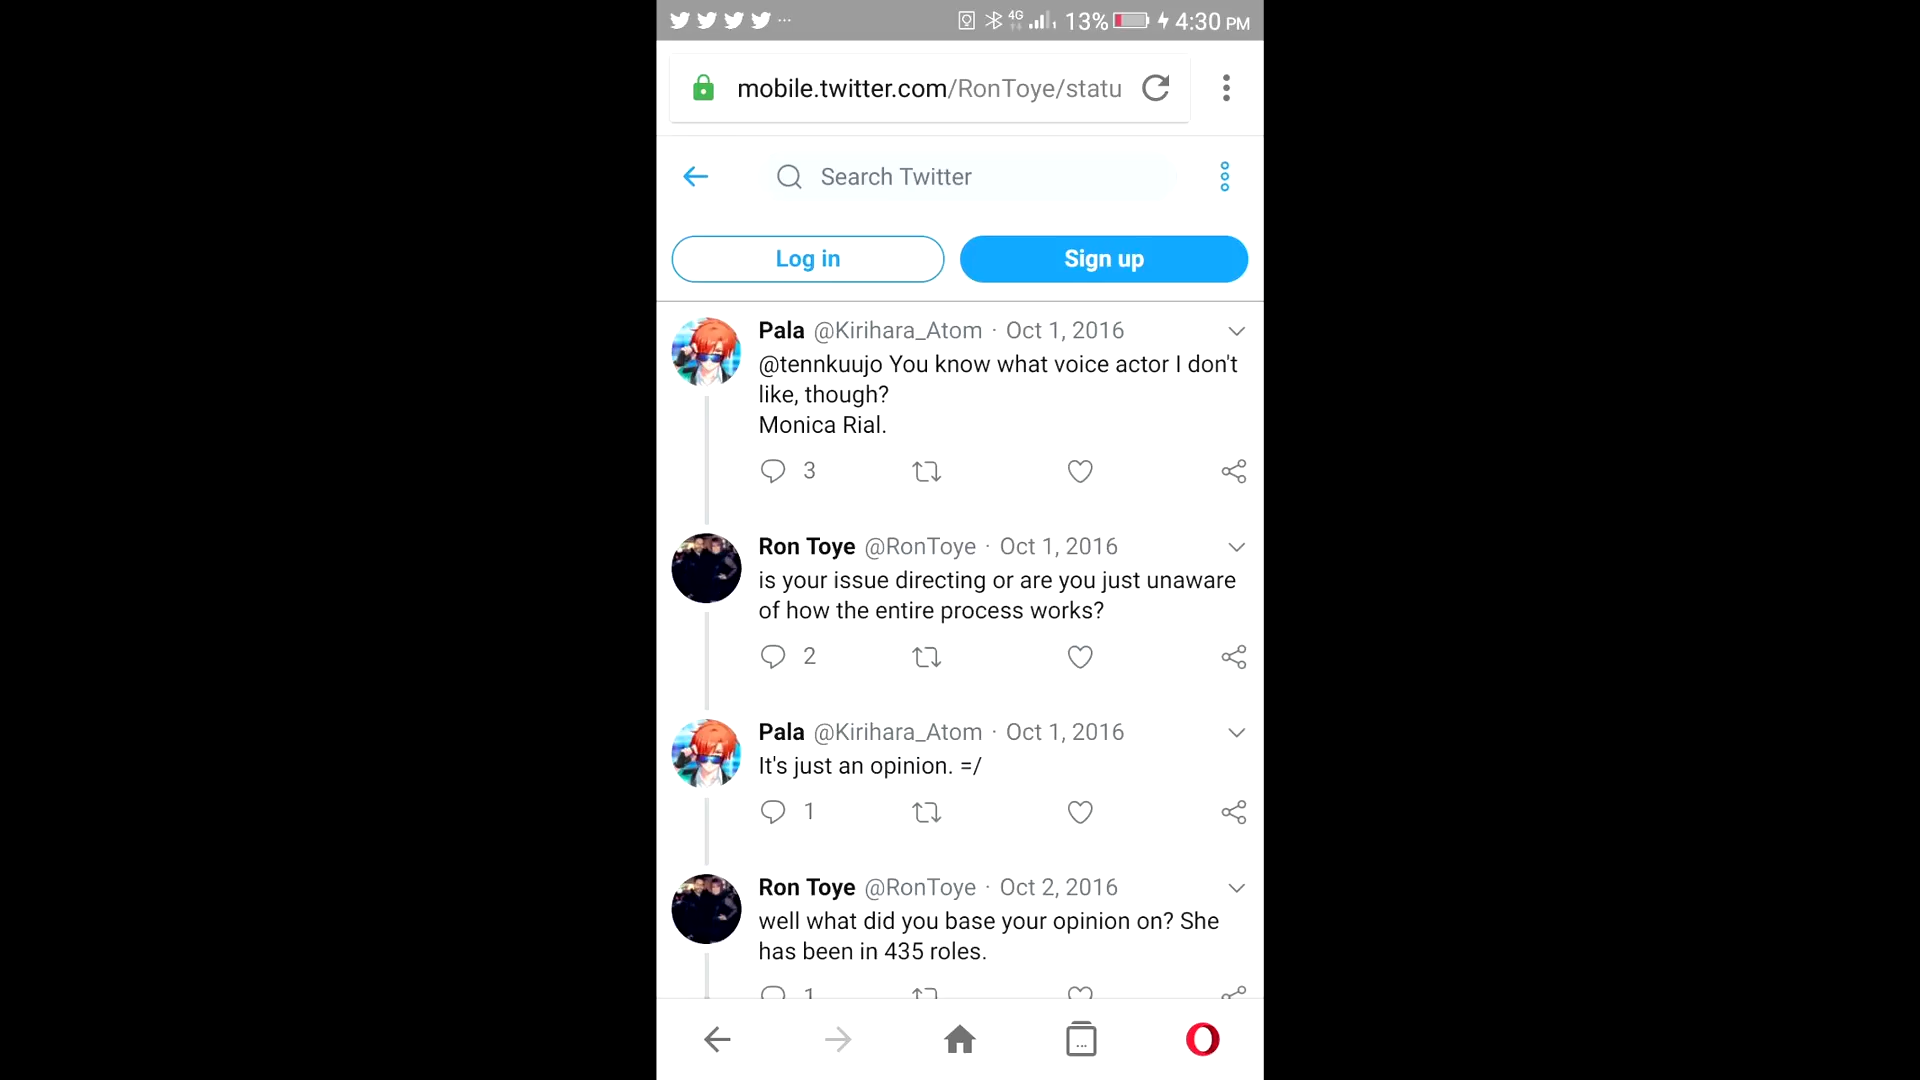 4G 13% 4:30 PM
mobile.twitter.com/RonToye/statu
Search Twitter
Log in
Sign up
Pala @Kirihara_Atom · Oct 1, 2016
@tennkuujo You know what voice actor I don't
like, though?
Monica Rial.
3
Ron Toye @RonToye · Oct 1, 2016
is your issue directing or are you just unaware
of how the entire process works?
2
Pala @Kirihara_Atom · Oct 1, 2016
It's just an opinion. =/
1
Ron Toye @RonToye · Oct 2, 2016
well what did you base your opinion on? She
has been in 435 roles.
1